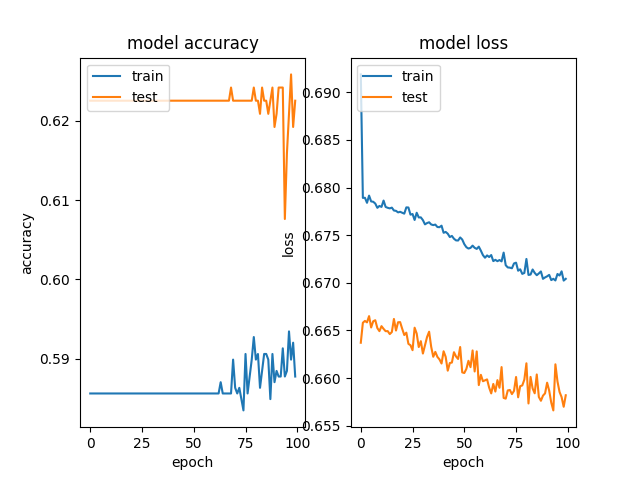 model accuracy
train
test
0.62
0.61
0.60
0.59
accuracy
0 25 50 75 100
epoch
model loss
train
test
0.690
0.685
0.680
0.675
0.670
0.665
0.660
0.655
loss
0 25 50 75 100
epoch